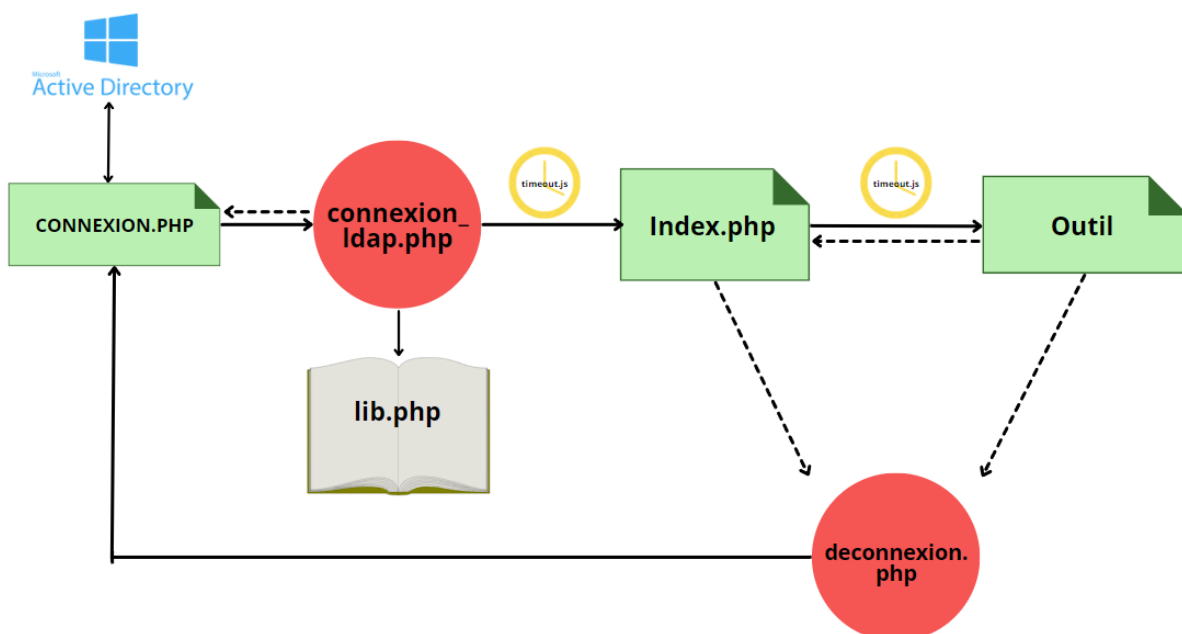 Microsoft
Active Directory
CONNEXION.PHP
connexion_
ldap.php
timeout.js
Index.php
timeout.js
Outil
lib.php
deconnexion.
php